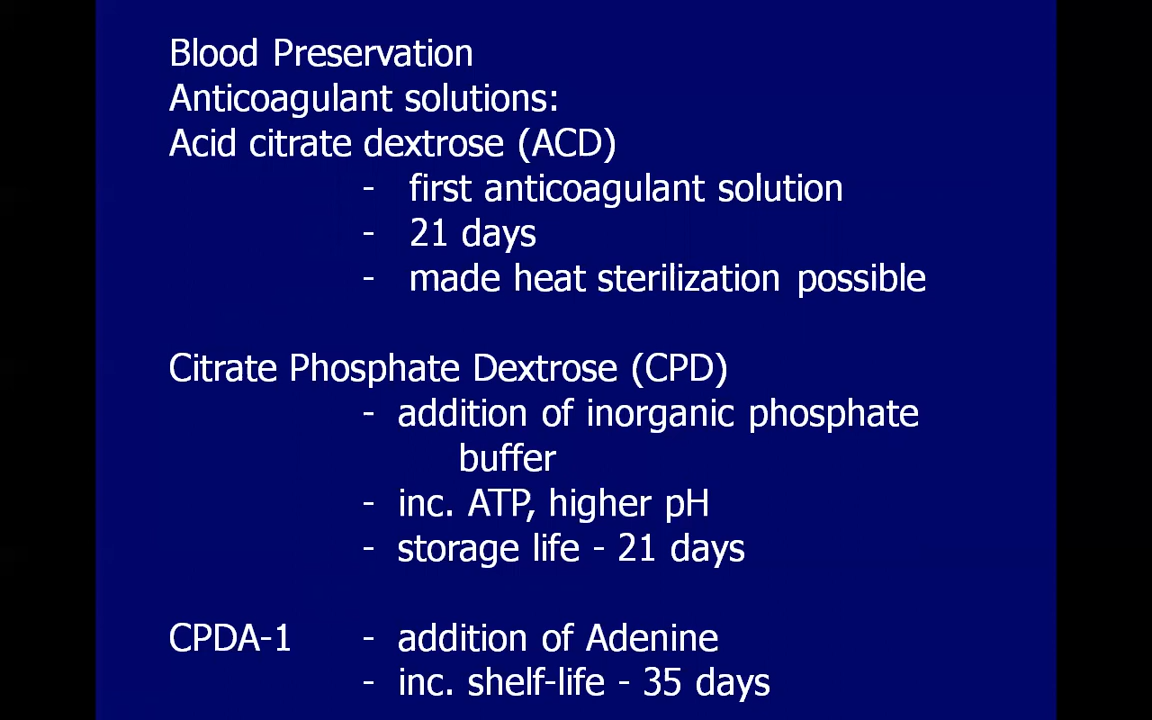 Blood Preservation
Anticoagulant solutions:
Acid citrate dextrose (ACD)
- first anticoagulant solution
- 21 days
- made heat sterilization possible
Citrate Phosphate Dextrose (CPD)
- addition of inorganic phosphate
buffer
- inc. ATP, higher pH
- storage life - 21 days
CPDA-1 - addition of Adenine
- inc. shelf-life - 35 days